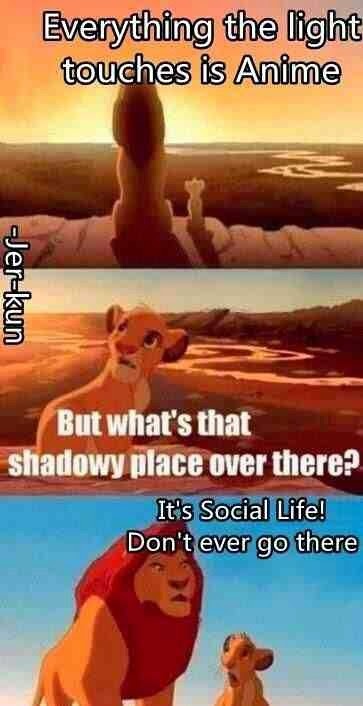 Everything the light
touches is Anime
-Jer-kun
But what's that
shadowy place over there?
It's Social Life!
Don't ever go there